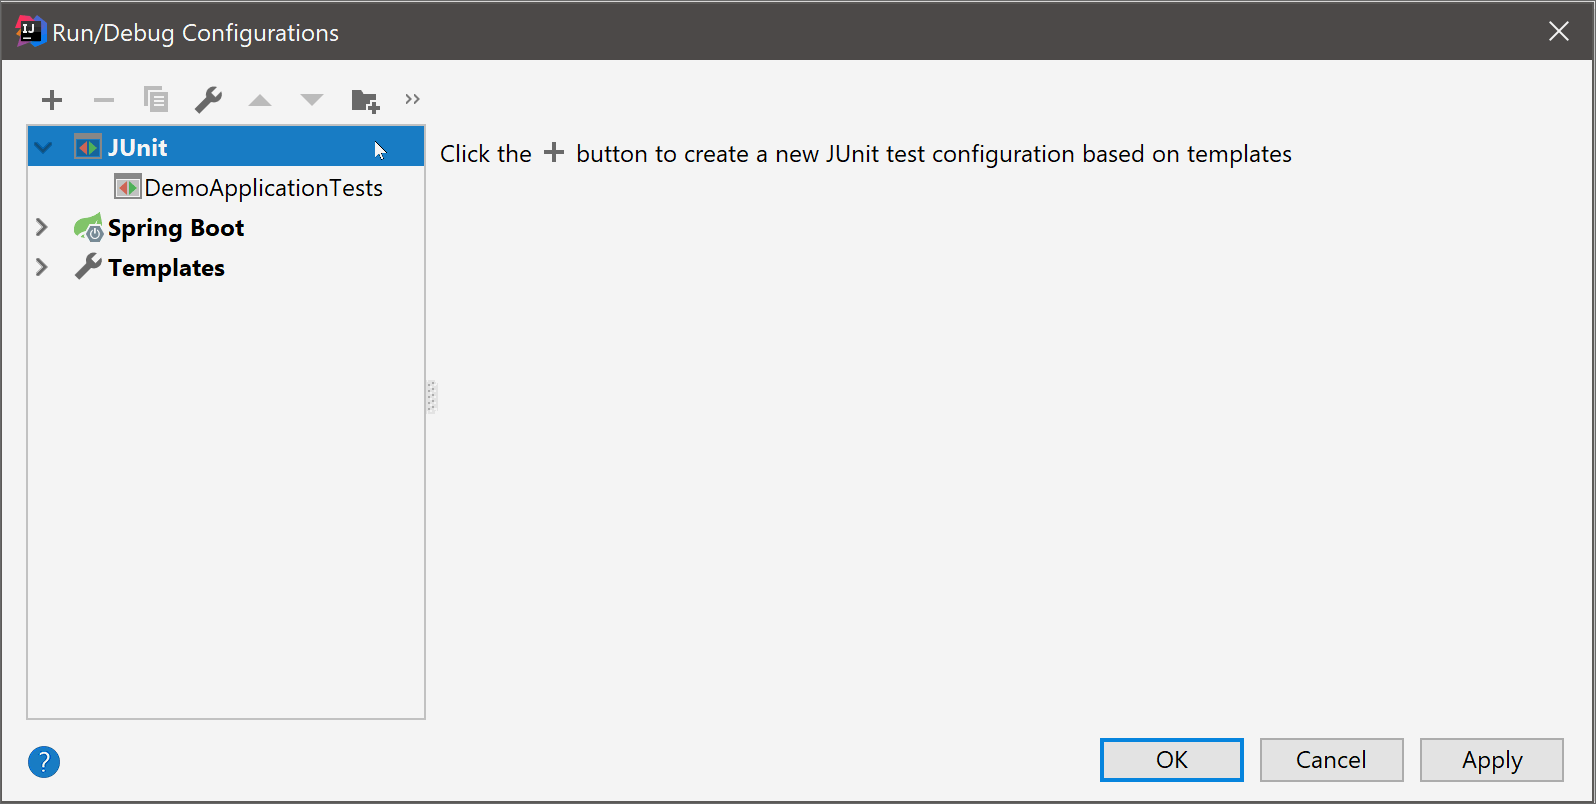 IJ
Run/Debug Configurations
JUnit
Click the + button to create a new JUnit test configuration based on templates
DemoApplicationTests
Spring Boot
Templates
?
OK
Cancel
Apply